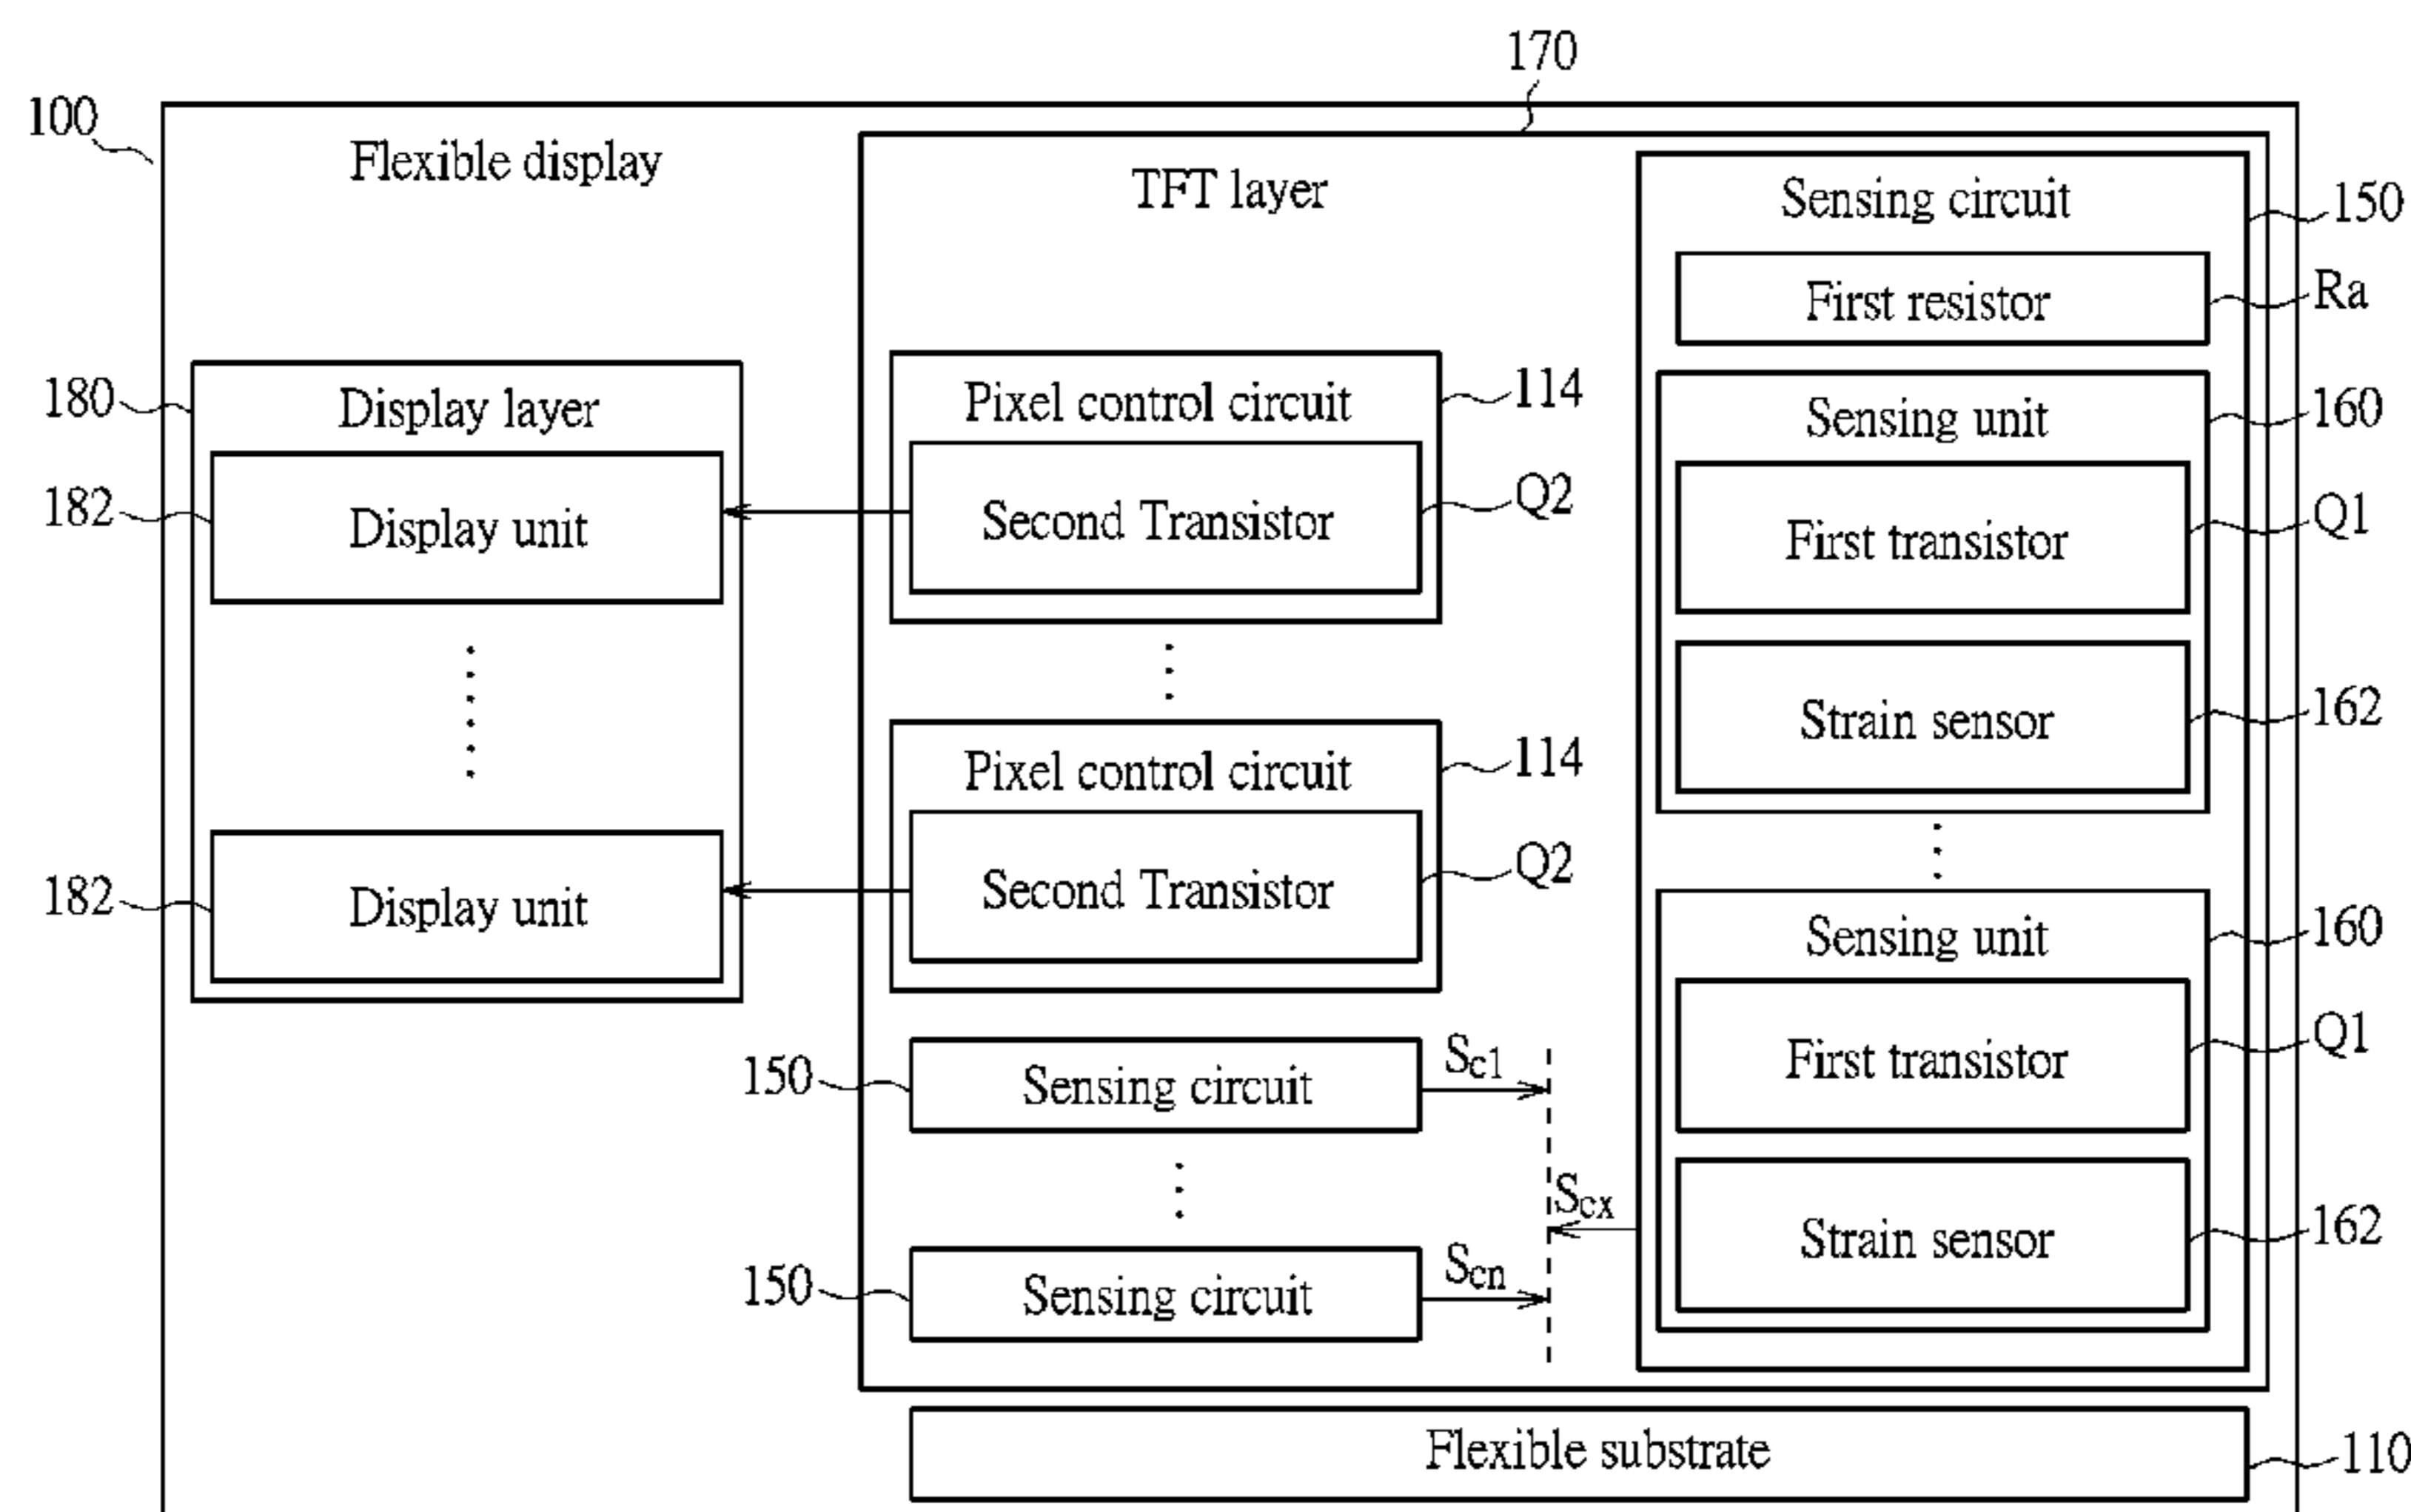 170
100
Flexible display
TFT layer
Sensing circuit
150
First resistor
Ra
180
Display layer
Pixel control circuit
114
Sensing unit
160
182
Display unit
Second Transistor
Q2
First transistor
Q1
Strain sensor
162
Pixel control circuit
114
182
Display unit
Second Transistor
Q2
Sensing unit
160
First transistor
Q1
150
Sensing circuit
Sc1
Scx
Strain sensor
162
150
Sensing circuit
Scn
Flexible substrate
110